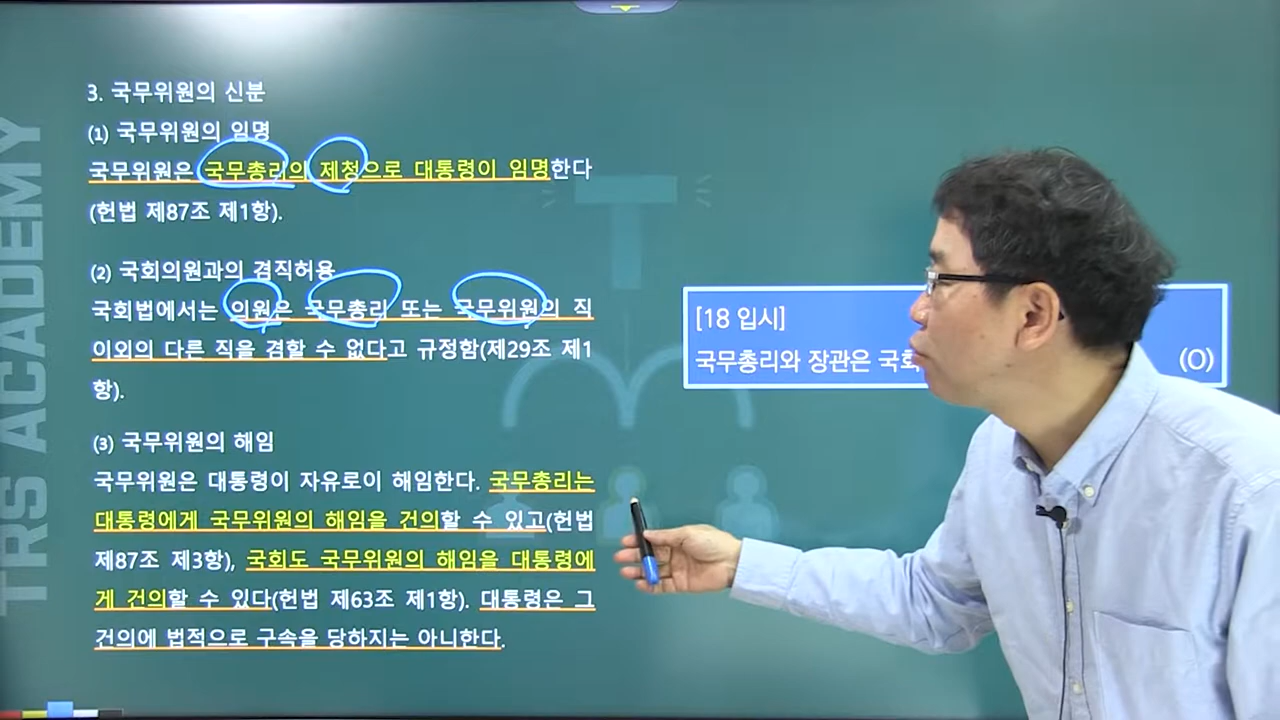 3. 국무위원의 신분
(1) 국무위원의 임명
국무위원은 국무총리의 제청으로 대통령이 임명한다
(헌법 제87조 제1항).
(2) 국회의원과의 겸직허용
국회법에서는 의원은 국무총리 또는 국무위원의 직
이외의 다른 직을 겸할 수 없다고 규정함(제29조 제1
항).
(3) 국무위원의 해임
국무위원은 대통령이 자유로이 해임한다. 국무총리는
대통령에게 국무위원의 해임을 건의할 수 있고(헌법
제87조 제3항), 국회도 국무위원의 해임을 대통령에
게 건의할 수 있다(헌법 제63조 제1항). 대통령은 그
건의에 법적으로 구속을 당하지는 아니한다.
[18 입시]
국무총리와 장관은 (O)
TRS ACADEMY